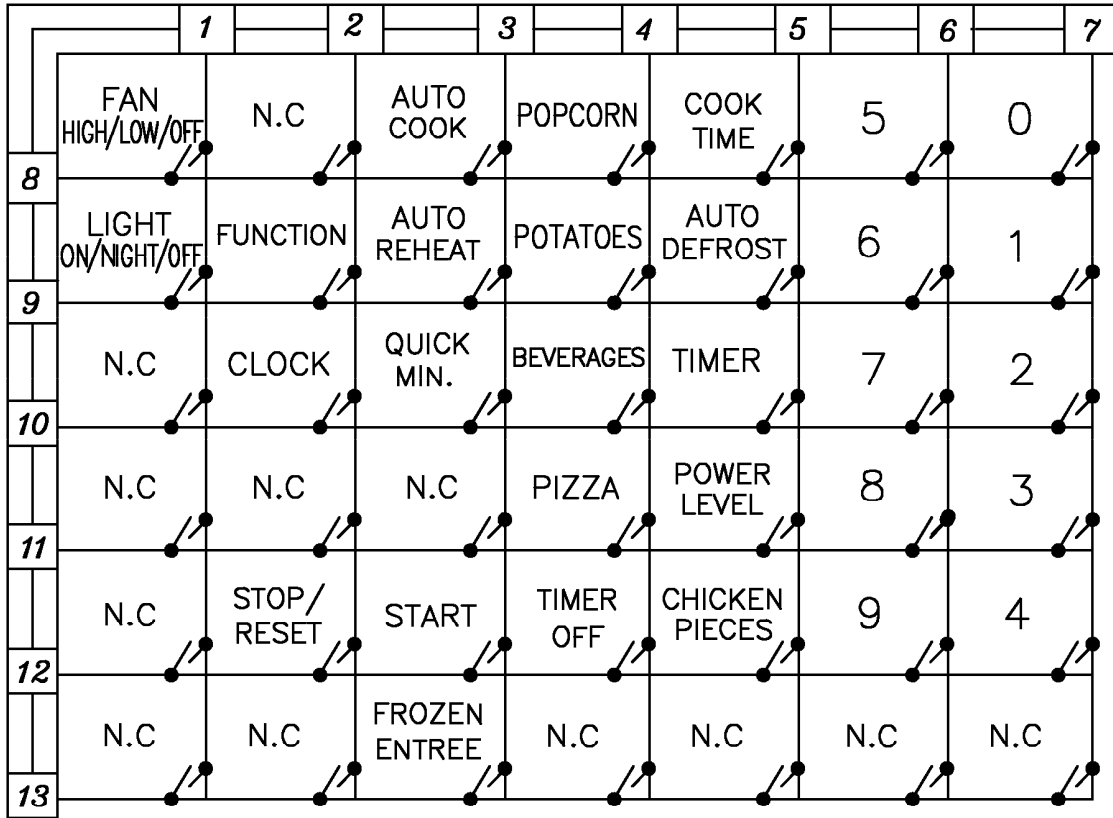 1 2 3 4 5 6 7
FAN
HIGH/LOW/OFF
N.C
AUTO
COOK
POPCORN
COOK
TIME
5
0
8
LIGHT
ON/NIGHT/OFF
FUNCTION
AUTO
REHEAT
POTATOES
AUTO
DEFROST
6
1
9
N.C
CLOCK
QUICK
MIN.
BEVERAGES
TIMER
7
2
10
N.C
N.C
N.C
PIZZA
POWER
LEVEL
8
3
11
N.C
STOP/
RESET
START
TIMER
OFF
CHICKEN
PIECES
9
4
12
N.C
N.C
FROZEN
ENTREE
N.C
N.C
N.C
N.C
13